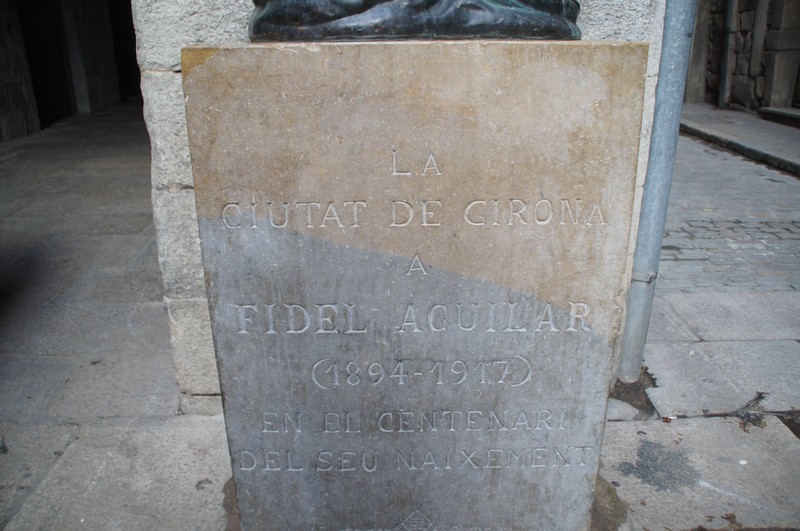 LA
CIUTAT DE GIRONA
A
FIDEL AGUILAR
(1894-1917)
EN EL CENTENARI
DEL SEU NAIXEMENT